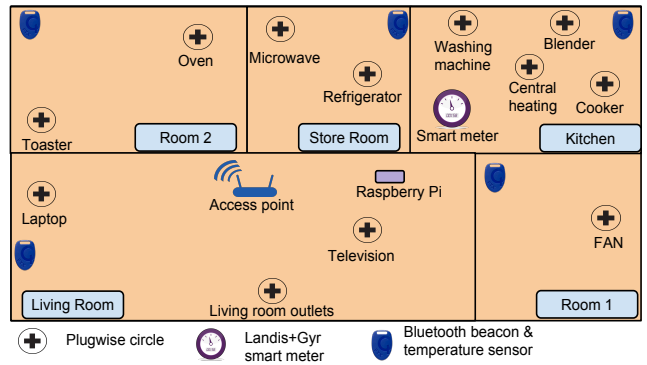 Oven
Toaster
Room 2
Microwave
Refrigerator
Store Room
Washing
machine
Blender
Central
heating
Cooker
Smart meter
Kitchen
Laptop
Access point
Raspberry Pi
Television
Living room outlets
Living Room
FAN
Room 1
Plugwise circle
Landis+Gyr
smart meter
Bluetooth beacon &
temperature sensor